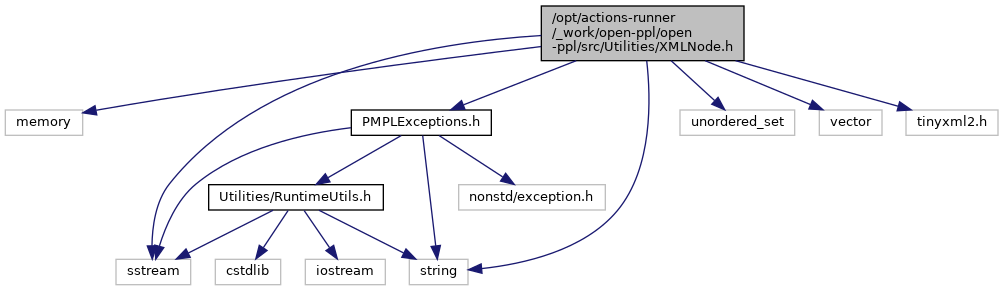 /opt/actions-runner
/_work/open-ppl/open
-ppl/src/Utilities/XMLNode.h
memory
PMPLExceptions.h
unordered_set
vector
tinyxml2.h
Utilities/RuntimeUtils.h
nonstd/exception.h
sstream
cstdlib
iostream
string